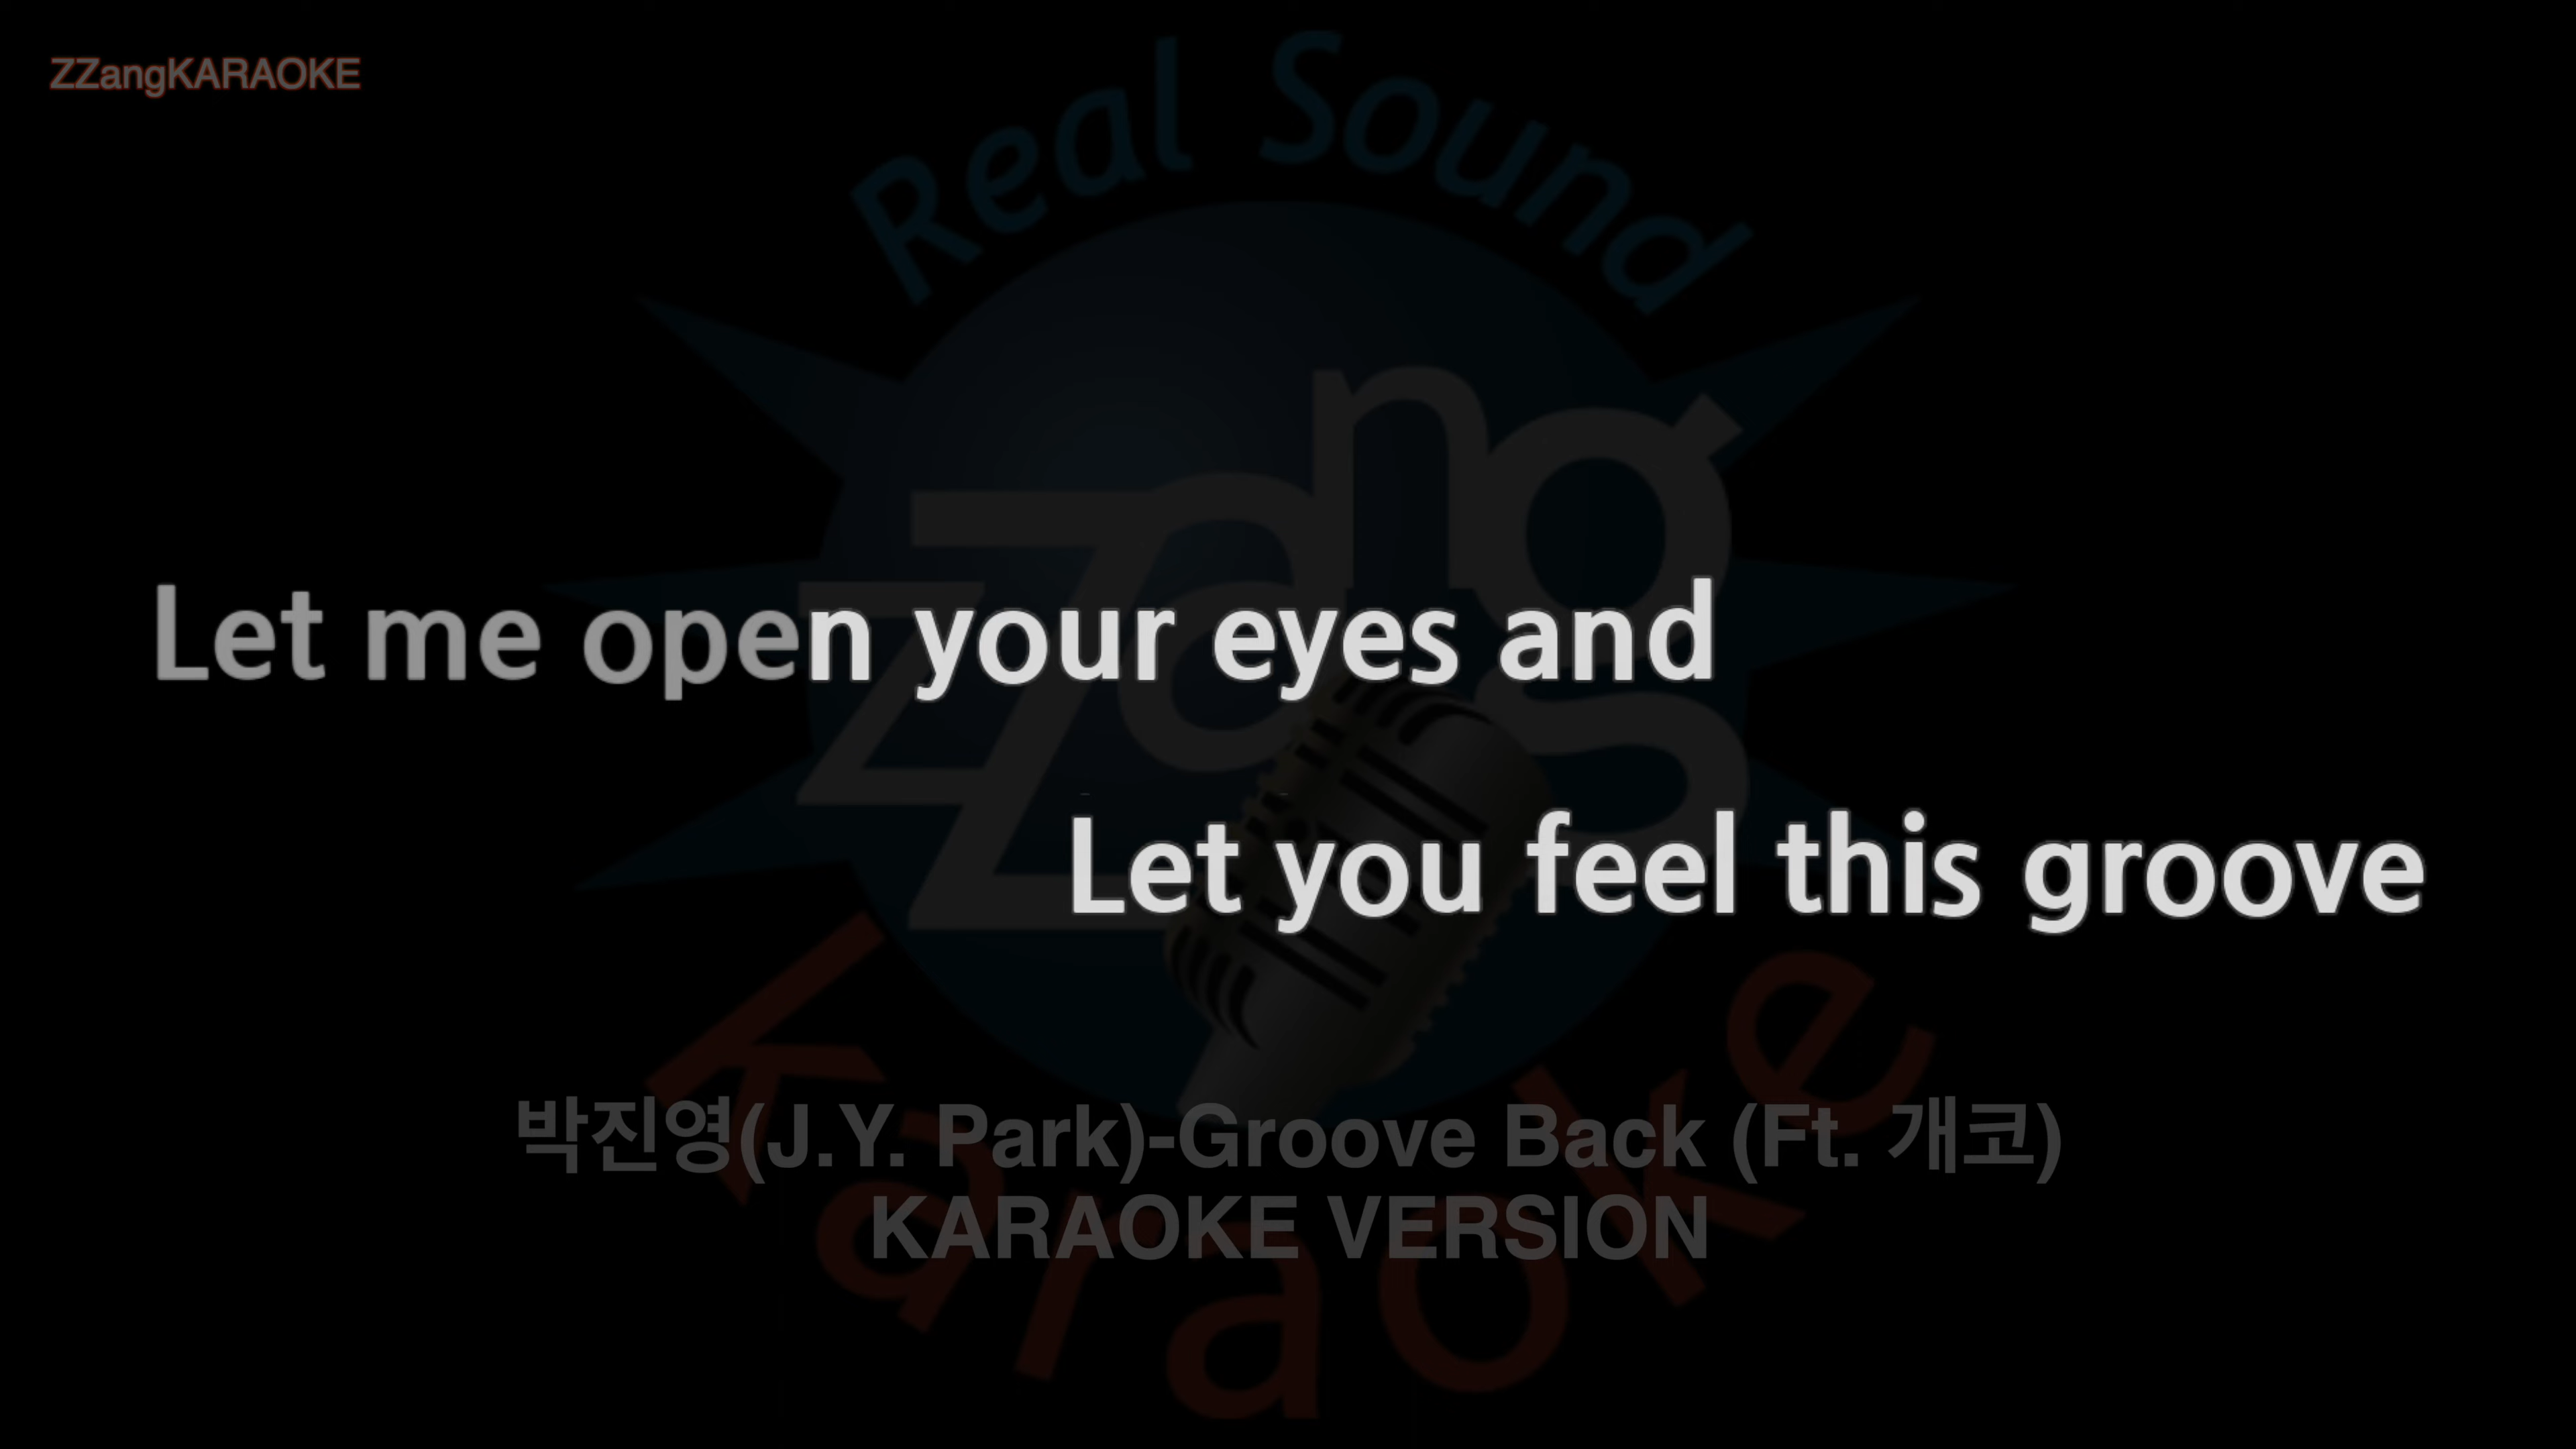 ZZangKARAOKE
Real Sound
ZZang
Let me open your eyes and
Let you feel this groove
Karaoke
박진영(J.Y. Park)-Groove Back (Ft. 개코)
KARAOKE VERSION